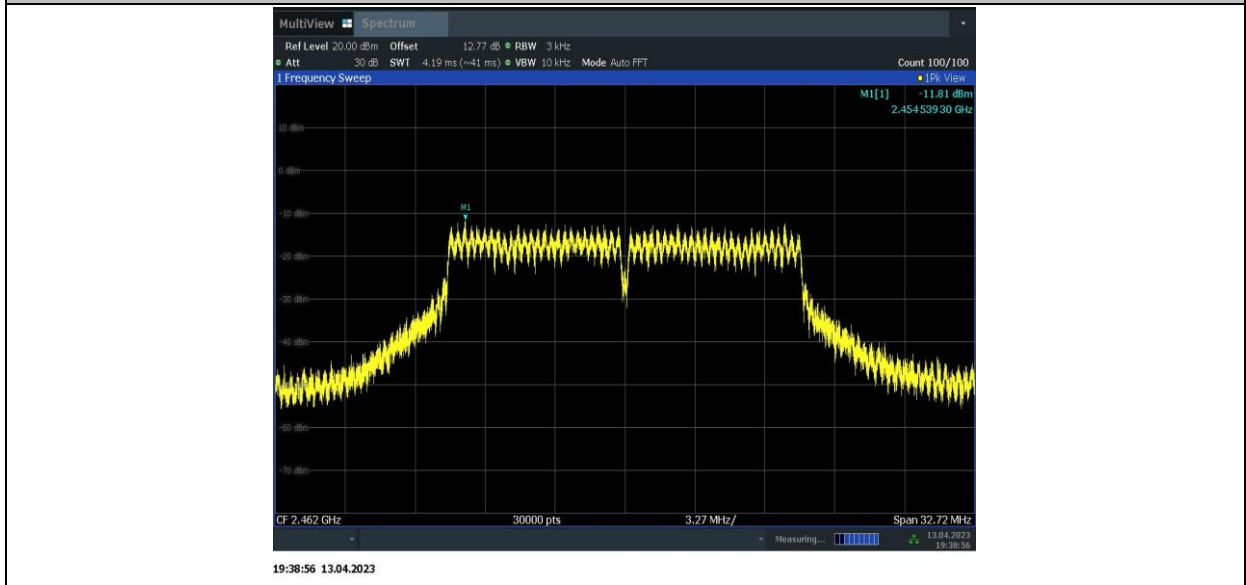 MultiView Spectrum
Ref Level 20.00 dBm Offset 12.77 dB RBW 3 kHz
Att 30 dB SWT 4.19 ms (~41 ms) VBW 10 kHz Mode Auto FFT Count 100/100
1 Frequency Sweep 1Pk View
M1[1] -11.81 dBm
2.45453930 GHz
10 dBm
0 dBm
M1
-10 dBm
-20 dBm
-30 dBm
-40 dBm
-60 dBm
-70 dBm
CF 2.462 GHz 30000 pts 3.27 MHz/ Span 32.72 MHz
Measuring... 13.04.2023
19:38:56
19:38:56 13.04.2023